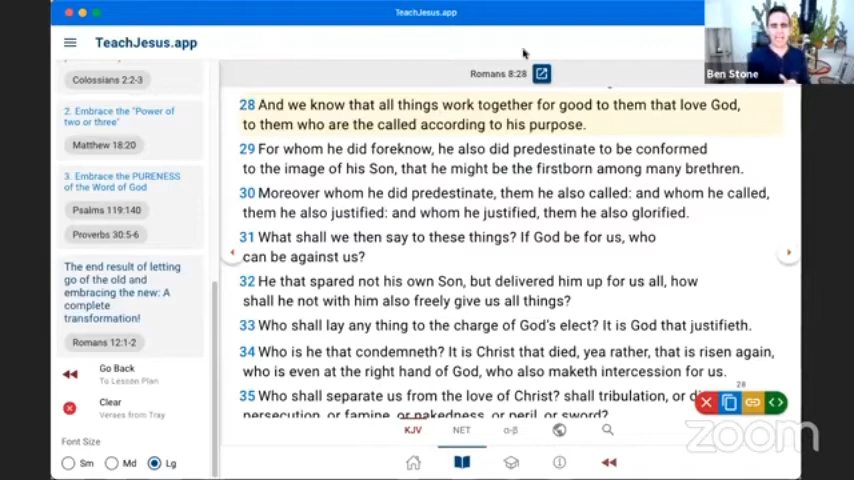 TeachJesus.app
TeachJesus.app
Ben Stone
Colossians 2:2-3
2. Embrace the "Power of
two or three"
Matthew 18:20
3. Embrace the PURENESS
of the Word of God
Psalms 119:140
Proverbs 30:5-6
The end result of letting
go of the old and
embracing the new: A
complete
transformation!
Romans 12:1-2
Go Back
To Lesson Plan
Clear
Verses from Tray
Font Size
Sm
Md
Lg
Romans 8:28
28 And we know that all things work together for good to them that love God,
to them who are the called according to his purpose.
29 For whom he did foreknow, he also did predestinate to be conformed
to the image of his Son, that he might be the firstborn among many brethren.
30 Moreover whom he did predestinate, them he also called: and whom he called,
them he also justified: and whom he justified, them he also glorified.
31 What shall we then say to these things? If God be for us, who
can be against us?
32 He that spared not his own Son, but delivered him up for us all, how
shall he not with him also freely give us all things?
33 Who shall lay any thing to the charge of God's elect? It is God that justifieth.
34 Who is he that condemneth? It is Christ that died, yea rather, that is risen again,
who is even at the right hand of God, who also maketh intercession for us.
35 Who shall separate us from the love of Christ? shall tribulation, or
persecution, or famine, or nakedness, or peril, or sword?
28
KJV
NET
α-β
zoom